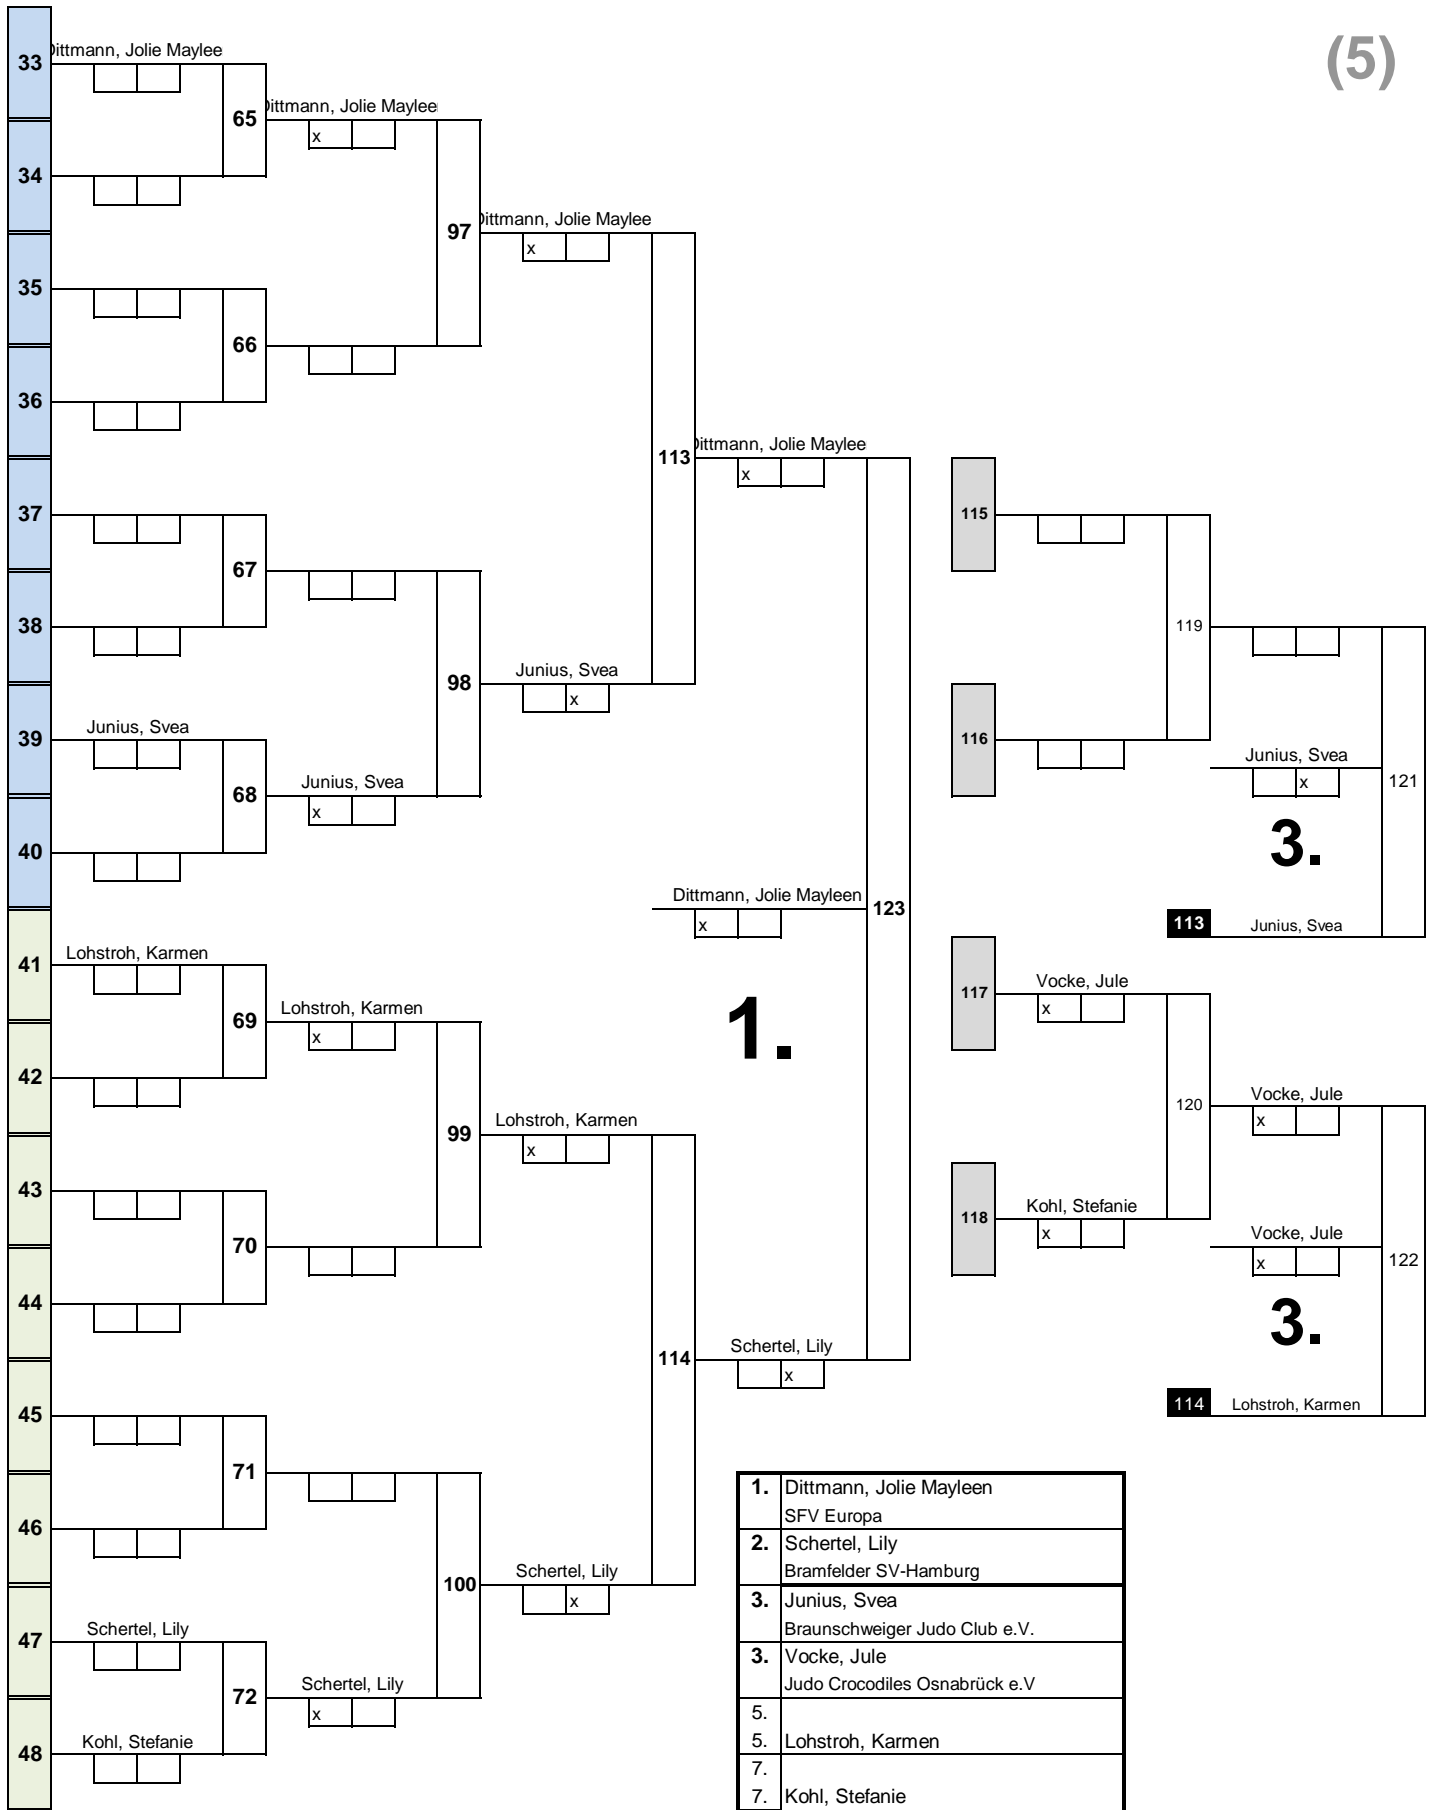 (5)
33
Dittmann, Jolie Maylee
65
Dittmann, Jolie Maylee
x
34
97
Dittmann, Jolie Maylee
x
35
66
36
113
Dittmann, Jolie Maylee
x
37
67
38
98
Junius, Svea
x
39
Junius, Svea
68
Junius, Svea
x
40
123
Dittmann, Jolie Mayleen
x
1.
41
Lohstroh, Karmen
69
Lohstroh, Karmen
x
42
99
Lohstroh, Karmen
x
43
70
44
114
Schertel, Lily
x
45
71
46
100
Schertel, Lily
x
47
Schertel, Lily
72
Schertel, Lily
x
48
Kohl, Stefanie
115
119
116
Junius, Svea
x
121
3.
113
Junius, Svea
117
Vocke, Jule
x
120
Vocke, Jule
x
118
Kohl, Stefanie
x
Vocke, Jule
x
122
3.
114
Lohstroh, Karmen
1. Dittmann, Jolie Mayleen
SFV Europa
2. Schertel, Lily
Bramfelder SV-Hamburg
3. Junius, Svea
Braunschweiger Judo Club e.V.
3. Vocke, Jule
Judo Crocodiles Osnabrück e.V
5.
5. Lohstroh, Karmen
7.
7. Kohl, Stefanie